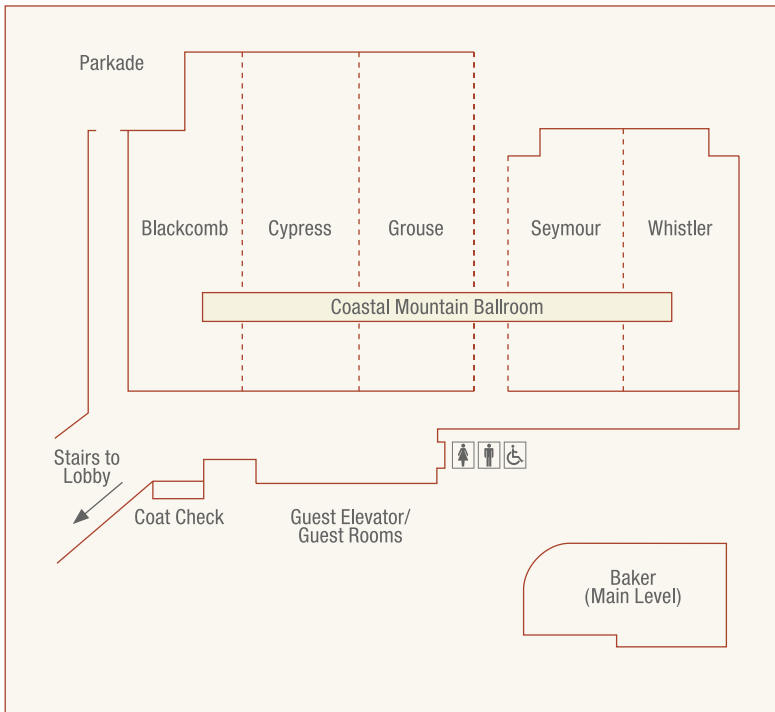 Parkade
Blackcomb
Cypress
Grouse
Seymour
Whistler
Coastal Mountain Ballroom
Stairs to
Lobby
Coat Check
Guest Elevator/
Guest Rooms
Baker
(Main Level)